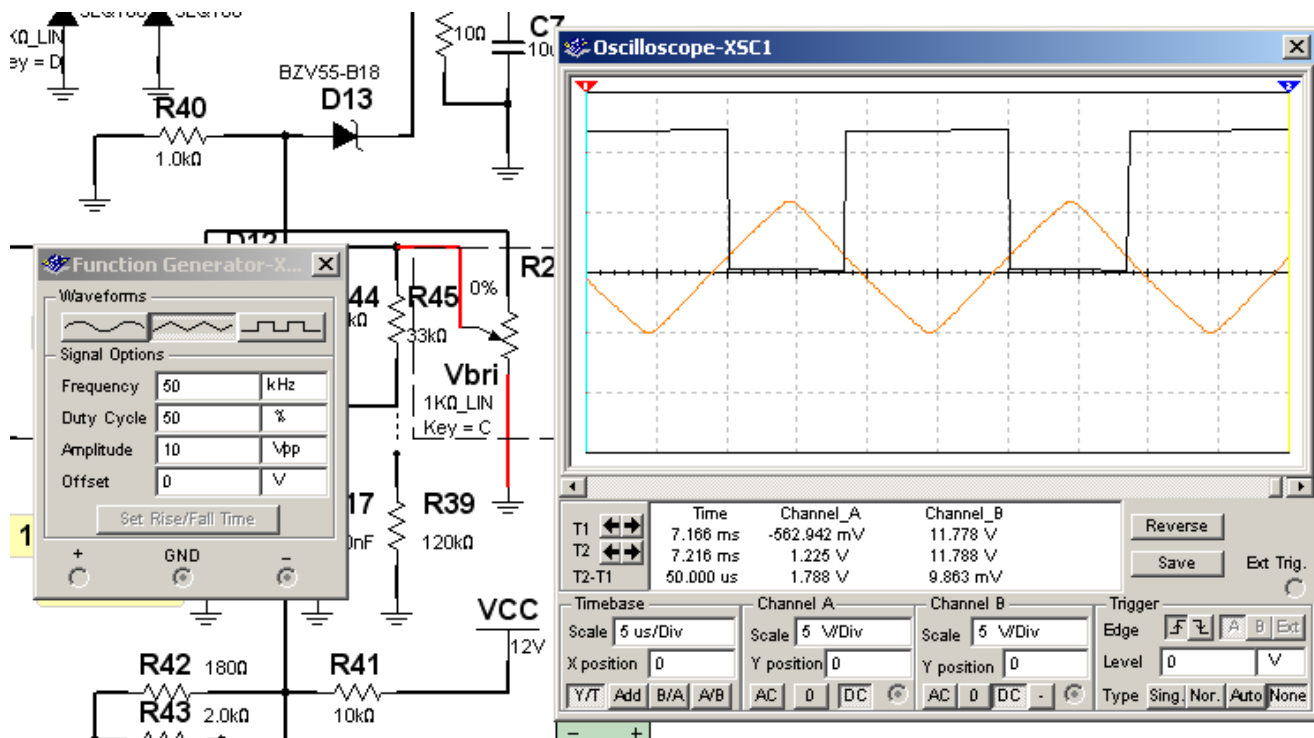 KΩ_LIN
Key = D
10Ω
C7
BZV55-B18
D13
R40
1.0kΩ
D12
44
R45
0%
33kΩ
Vbri
1KΩ_LIN
Key = C
R39
120kΩ
17
VCC
12V
R42 180Ω
R41
10kΩ
R43 2.0kΩ
Function Generator-X...
Waveforms
Signal Options
Frequency 50 kHz
Duty Cycle 50 %
Amplitude 10 Vpp
Offset 0 V
Set Rise/Fall Time
+ GND −
Oscilloscope-XSC1
1 2
Time Channel_A Channel_B
T1 7.166 ms -562.942 mV 11.778 V
T2 7.216 ms 1.225 V 11.788 V
T2-T1 50.000 us 1.788 V 9.863 mV
Reverse
Save
Ext Trig.
Timebase
Scale 5 us/Div
X position 0
Y/T Add B/A A/B
Channel A
Scale 5 V/Div
Y position 0
AC 0 DC
Channel B
Scale 5 V/Div
Y position 0
AC 0 DC -
Trigger
Edge A B Ext
Level 0 V
Type Sing. Nor. Auto None
− +